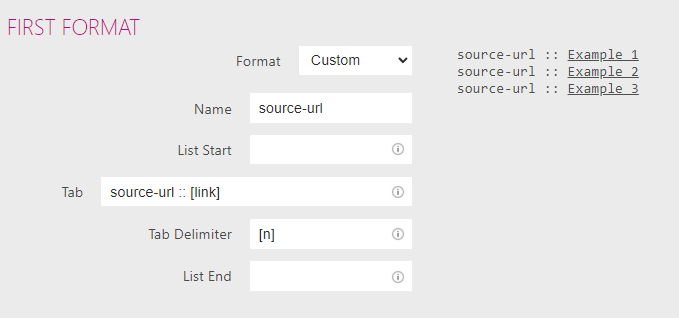 FIRST FORMAT
Format Custom
source-url :: Example 1
source-url :: Example 2
source-url :: Example 3
Name source-url
List Start
Tab source-url :: [link]
Tab Delimiter [n]
List End